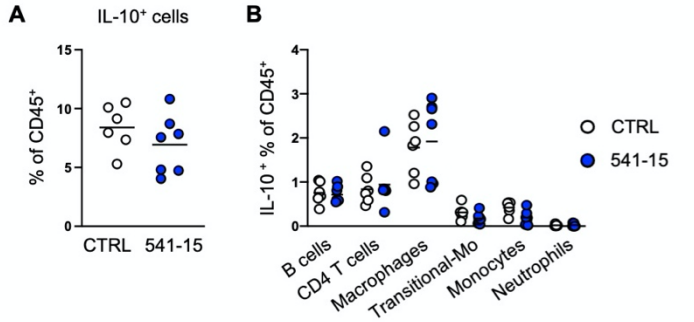 A
IL-10⁺ cells
% of CD45⁺
15
10
5
0
CTRL
541-15
B
IL-10⁺ % of CD45⁺
4
3
2
1
0
B cells
CD4 T cells
Macrophages
Transitional-Mo
Monocytes
Neutrophils
CTRL
541-15